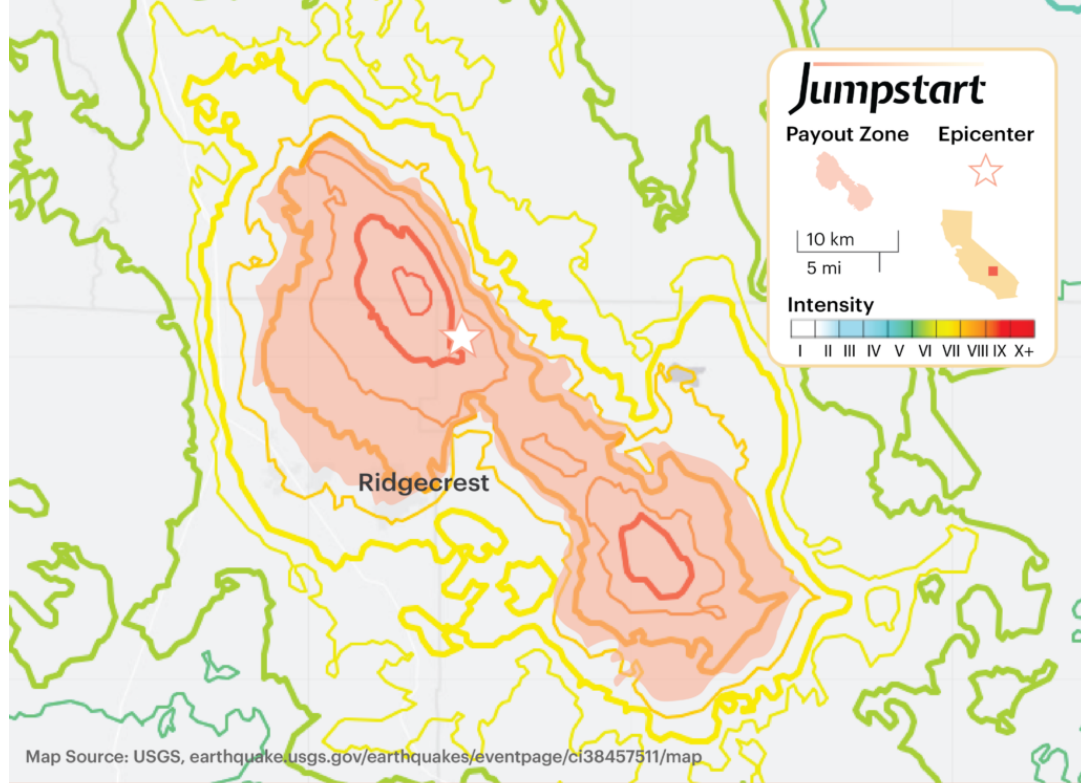 Jumpstart
Payout Zone
Epicenter
10 km
5 mi
Intensity
I II III IV V VI VII VIII IX X+
Ridgecrest
Map Source: USGS, earthquake.usgs.gov/earthquakes/eventpage/ci38457511/map